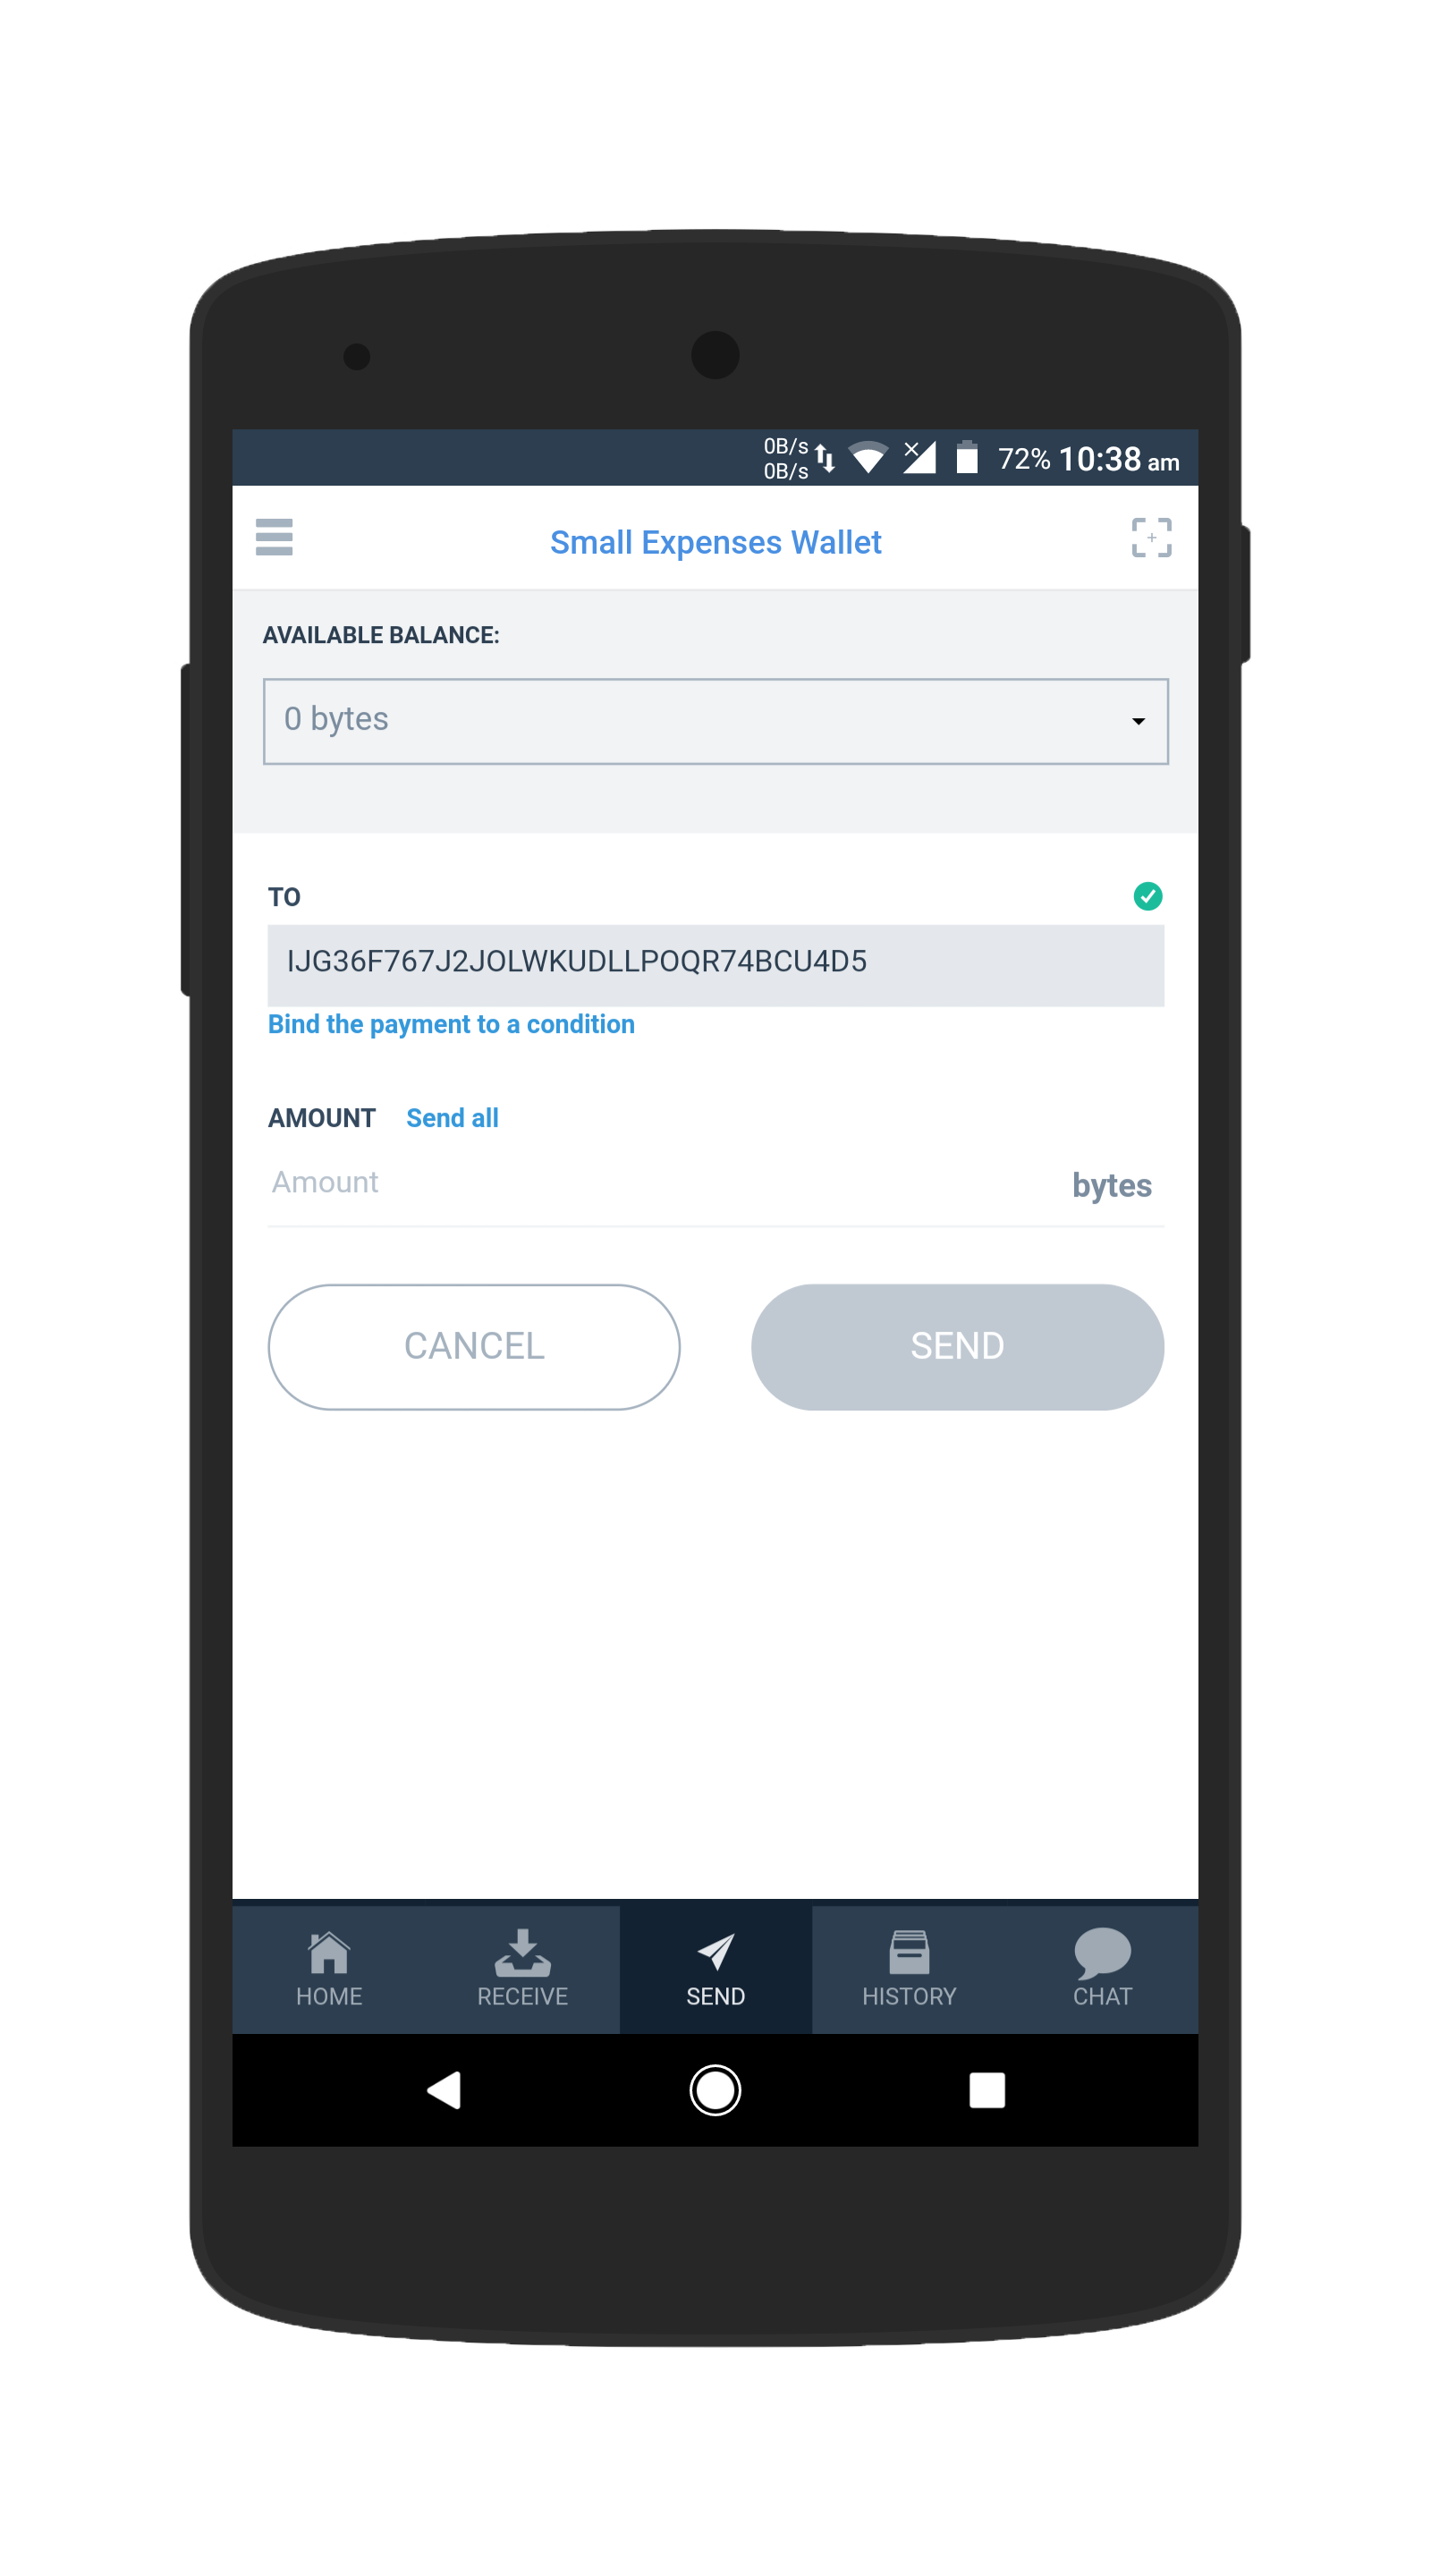 0B/s
0B/s
72% 10:38 am
Small Expenses Wallet
AVAILABLE BALANCE:
0 bytes
TO
IJG36F767J2JOLWKUDLLPOQR74BCU4D5
Bind the payment to a condition
AMOUNT Send all
Amount bytes
CANCEL SEND
HOME RECEIVE SEND HISTORY CHAT